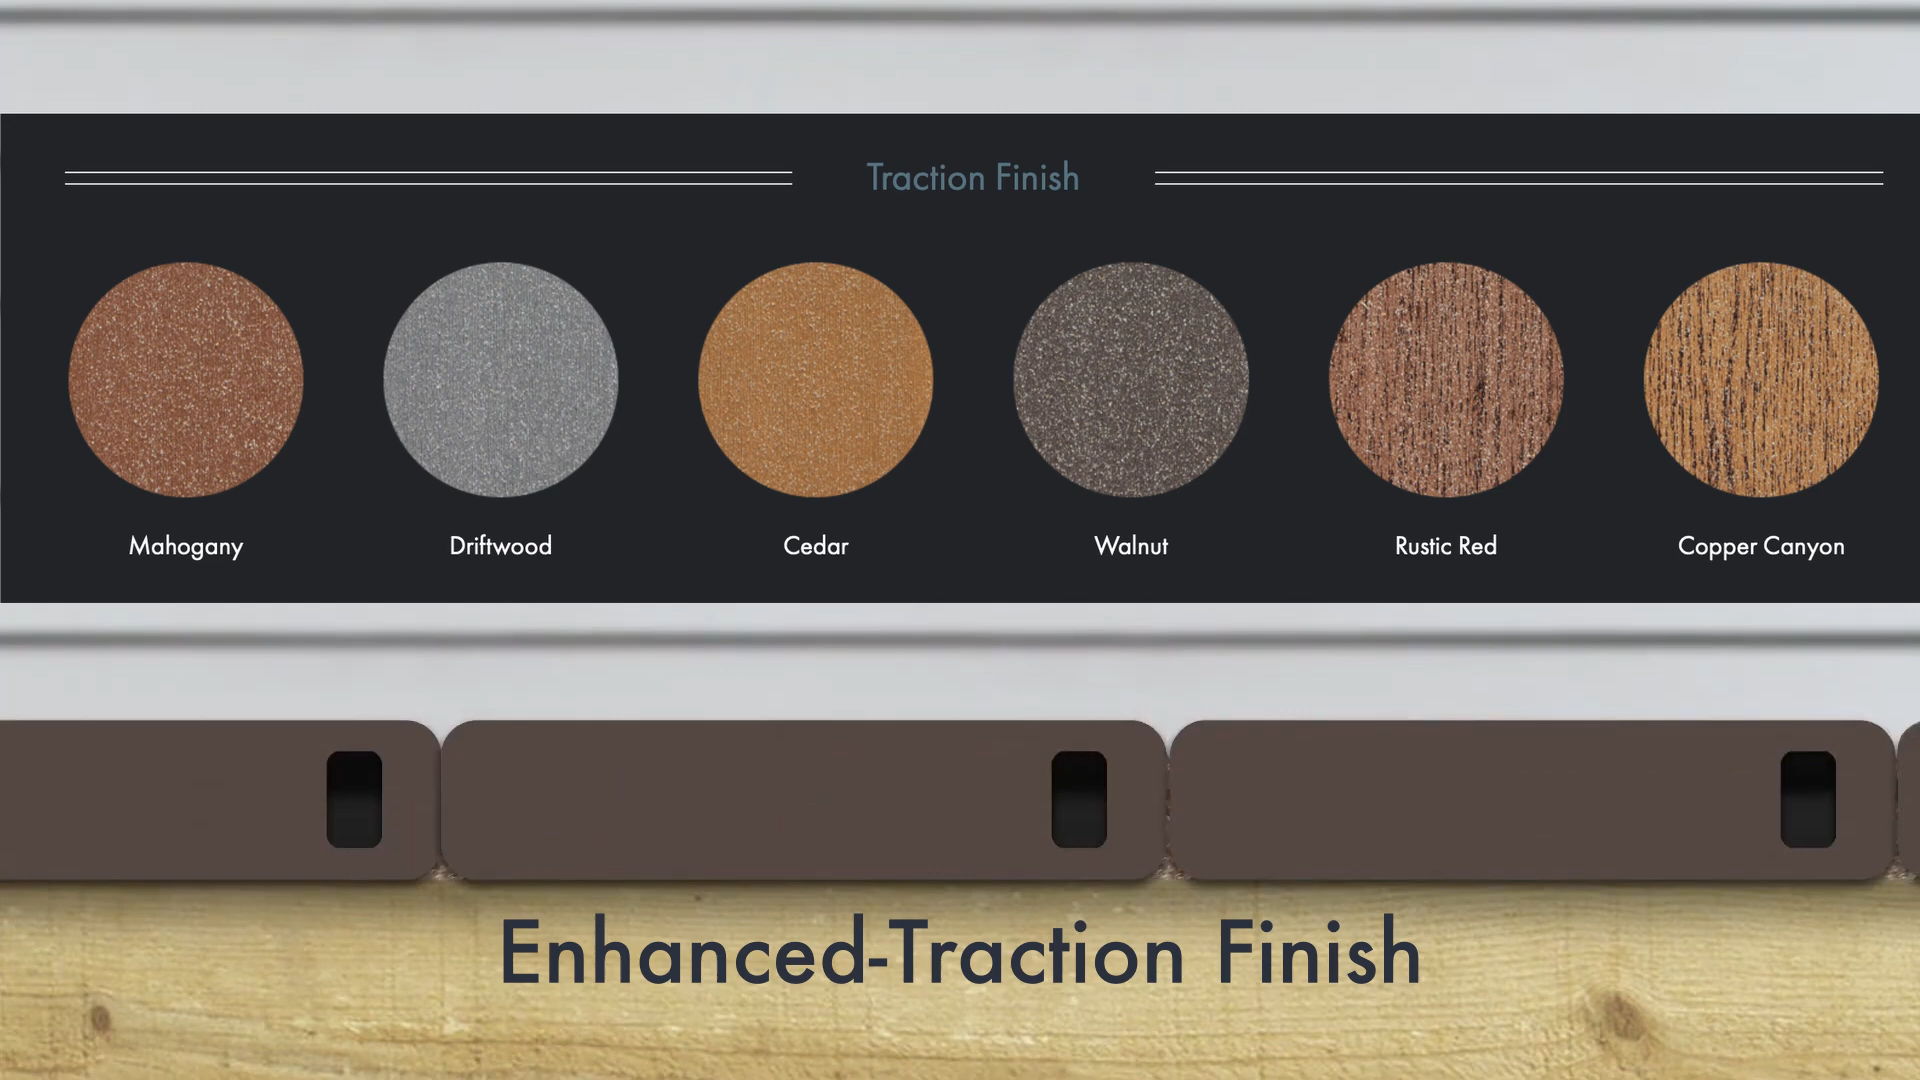 Traction Finish
Mahogany
Driftwood
Cedar
Walnut
Rustic Red
Copper Canyon
Enhanced-Traction Finish